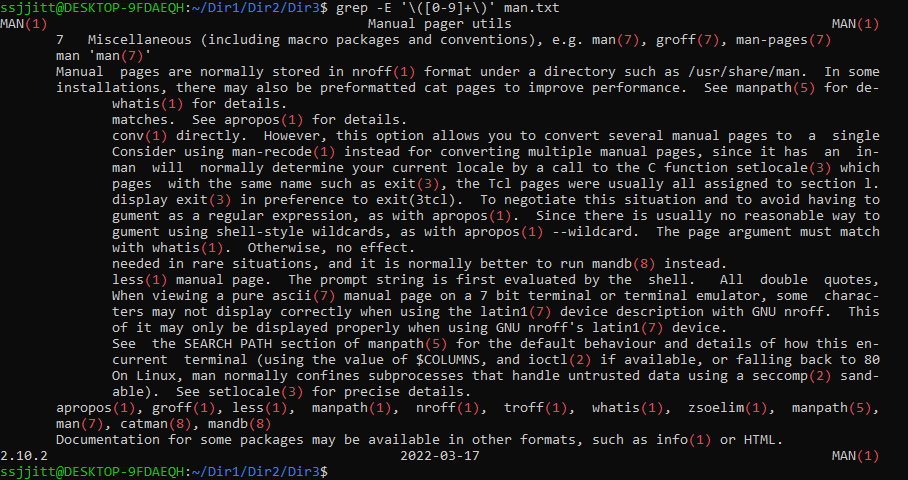 ssjjitt@DESKTOP-9FDAEQH:~/Dir1/Dir2/Dir3$ grep -E '\([0-9]+\)' man.txt
MAN(1) Manual pager utils MAN(1)
7 Miscellaneous (including macro packages and conventions), e.g. man(7), groff(7), man-pages(7)
man 'man(7)'
Manual pages are normally stored in nroff(1) format under a directory such as /usr/share/man. In some
installations, there may also be preformatted cat pages to improve performance. See manpath(5) for de-
whatis(1) for details.
matches. See apropos(1) for details.
conv(1) directly. However, this option allows you to convert several manual pages to a single
Consider using man-recode(1) instead for converting multiple manual pages, since it has an in-
man will normally determine your current locale by a call to the C function setlocale(3) which
pages with the same name such as exit(3), the Tcl pages were usually all assigned to section l.
display exit(3) in preference to exit(3tcl). To negotiate this situation and to avoid having to
gument as a regular expression, as with apropos(1). Since there is usually no reasonable way to
gument using shell-style wildcards, as with apropos(1) --wildcard. The page argument must match
with whatis(1). Otherwise, no effect.
needed in rare situations, and it is normally better to run mandb(8) instead.
less(1) manual page. The prompt string is first evaluated by the shell. All double quotes,
When viewing a pure ascii(7) manual page on a 7 bit terminal or terminal emulator, some charac-
ters may not display correctly when using the latin1(7) device description with GNU nroff. This
of it may only be displayed properly when using GNU nroff's latin1(7) device.
See the SEARCH PATH section of manpath(5) for the default behaviour and details of how this en-
current terminal (using the value of $COLUMNS, and ioctl(2) if available, or falling back to 80
On Linux, man normally confines subprocesses that handle untrusted data using a seccomp(2) sand-
able). See setlocale(3) for precise details.
apropos(1), groff(1), less(1), manpath(1), nroff(1), troff(1), whatis(1), zsoelim(1), manpath(5),
man(7), catman(8), mandb(8)
Documentation for some packages may be available in other formats, such as info(1) or HTML.
2.10.2 2022-03-17 MAN(1)
ssjjitt@DESKTOP-9FDAEQH:~/Dir1/Dir2/Dir3$